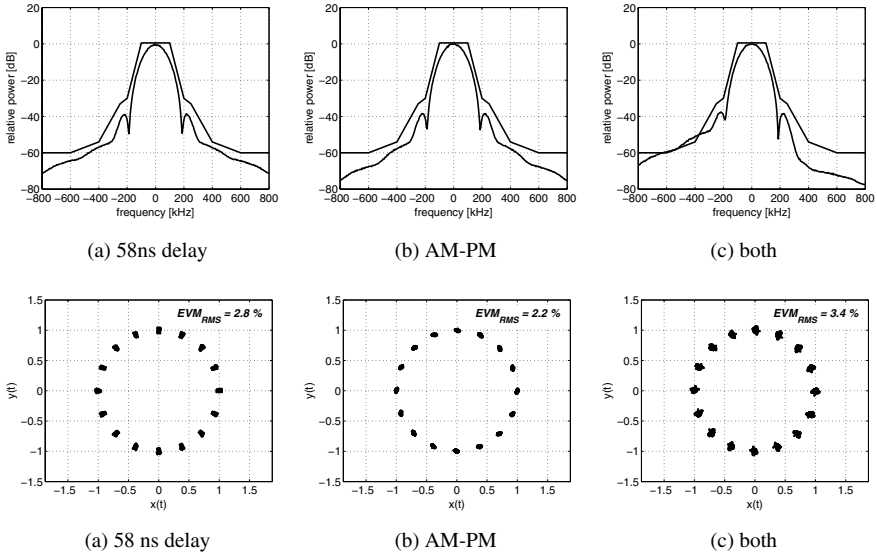 20
0
−20
−40
−60
−80
relative power [dB]
−800 −600 −400 −200 0 200 400 600 800
frequency [kHz]
(a) 58ns delay
20
0
−20
−40
−60
−80
relative power [dB]
−800 −600 −400 −200 0 200 400 600 800
frequency [kHz]
(b) AM-PM
20
0
−20
−40
−60
−80
relative power [dB]
−800 −600 −400 −200 0 200 400 600 800
frequency [kHz]
(c) both
1.5
1
0.5
0
−0.5
−1
−1.5
y(t)
EVM_RMS = 2.8 %
−1.5 −1 −0.5 0 0.5 1 1.5
x(t)
(a) 58 ns delay
1.5
1
0.5
0
−0.5
−1
−1.5
y(t)
EVM_RMS = 2.2 %
−1.5 −1 −0.5 0 0.5 1 1.5
x(t)
(b) AM-PM
1.5
1
0.5
0
−0.5
−1
−1.5
y(t)
EVM_RMS = 3.4 %
−1.5 −1 −0.5 0 0.5 1 1.5
x(t)
(c) both